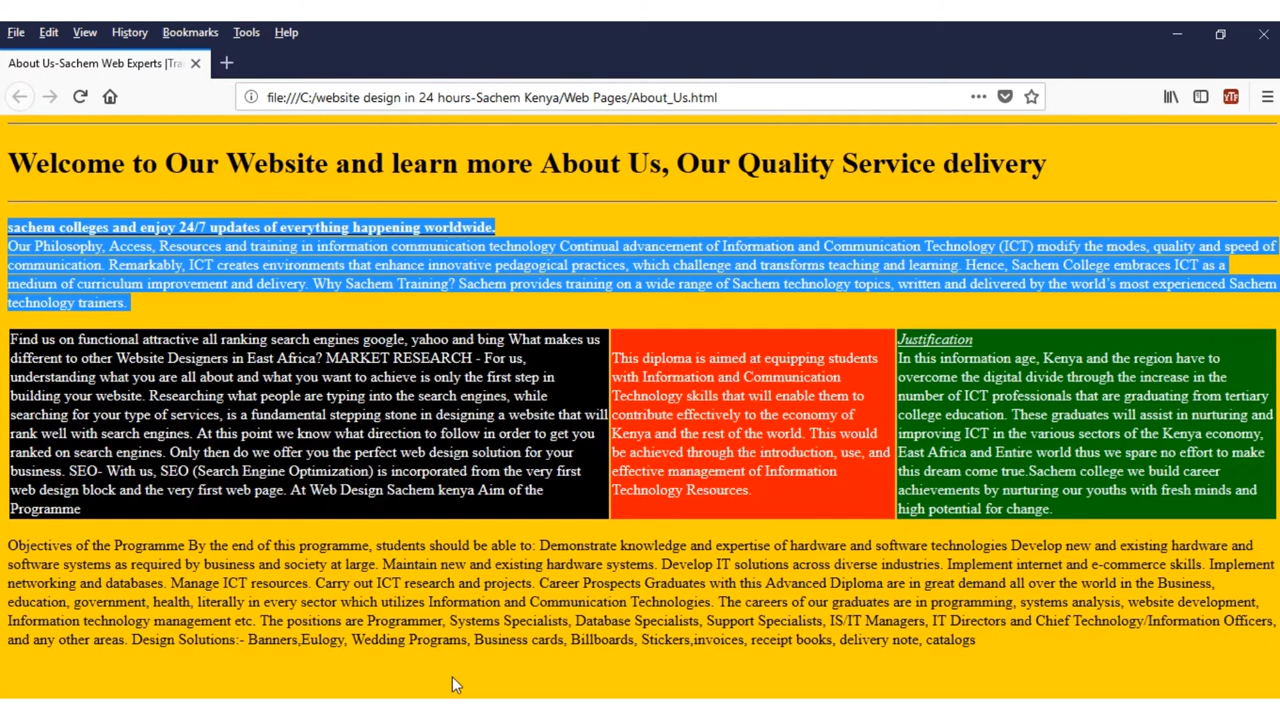 File Edit View History Bookmarks Tools Help
About Us-Sachem Web Experts |Tra
file:///C:/website design in 24 hours-Sachem Kenya/Web Pages/About_Us.html
YTF
Welcome to Our Website and learn more About Us, Our Quality Service delivery
sachem colleges and enjoy 24/7 updates of everything happening worldwide.
Our Philosophy, Access, Resources and training in information communication technology Continual advancement of Information and Communication Technology (ICT) modify the modes, quality and speed of
communication. Remarkably, ICT creates environments that enhance innovative pedagogical practices, which challenge and transforms teaching and learning. Hence, Sachem College embraces ICT as a
medium of curriculum improvement and delivery. Why Sachem Training? Sachem provides training on a wide range of Sachem technology topics, written and delivered by the world's most experienced Sachem
technology trainers.
Find us on functional attractive all ranking search engines google, yahoo and bing What makes us
different to other Website Designers in East Africa? MARKET RESEARCH - For us,
understanding what you are all about and what you want to achieve is only the first step in
building your website. Researching what people are typing into the search engines, while
searching for your type of services, is a fundamental stepping stone in designing a website that will
rank well with search engines. At this point we know what direction to follow in order to get you
ranked on search engines. Only then do we offer you the perfect web design solution for your
business. SEO- With us, SEO (Search Engine Optimization) is incorporated from the very first
web design block and the very first web page. At Web Design Sachem kenya Aim of the
Programme
This diploma is aimed at equipping students
with Information and Communication
Technology skills that will enable them to
contribute effectively to the economy of
Kenya and the rest of the world. This would
be achieved through the introduction, use, and
effective management of Information
Technology Resources.
Justification
In this information age, Kenya and the region have to
overcome the digital divide through the increase in the
number of ICT professionals that are graduating from tertiary
college education. These graduates will assist in nurturing and
improving ICT in the various sectors of the Kenya economy,
East Africa and Entire world thus we spare no effort to make
this dream come true.Sachem college we build career
achievements by nurturing our youths with fresh minds and
high potential for change.
Objectives of the Programme By the end of this programme, students should be able to: Demonstrate knowledge and expertise of hardware and software technologies Develop new and existing hardware and
software systems as required by business and society at large. Maintain new and existing hardware systems. Develop IT solutions across diverse industries. Implement internet and e-commerce skills. Implement
networking and databases. Manage ICT resources. Carry out ICT research and projects. Career Prospects Graduates with this Advanced Diploma are in great demand all over the world in the Business,
education, government, health, literally in every sector which utilizes Information and Communication Technologies. The careers of our graduates are in programming, systems analysis, website development,
Information technology management etc. The positions are Programmer, Systems Specialists, Database Specialists, Support Specialists, IS/IT Managers, IT Directors and Chief Technology/Information Officers,
and any other areas. Design Solutions:- Banners,Eulogy, Wedding Programs, Business cards, Billboards, Stickers,invoices, receipt books, delivery note, catalogs